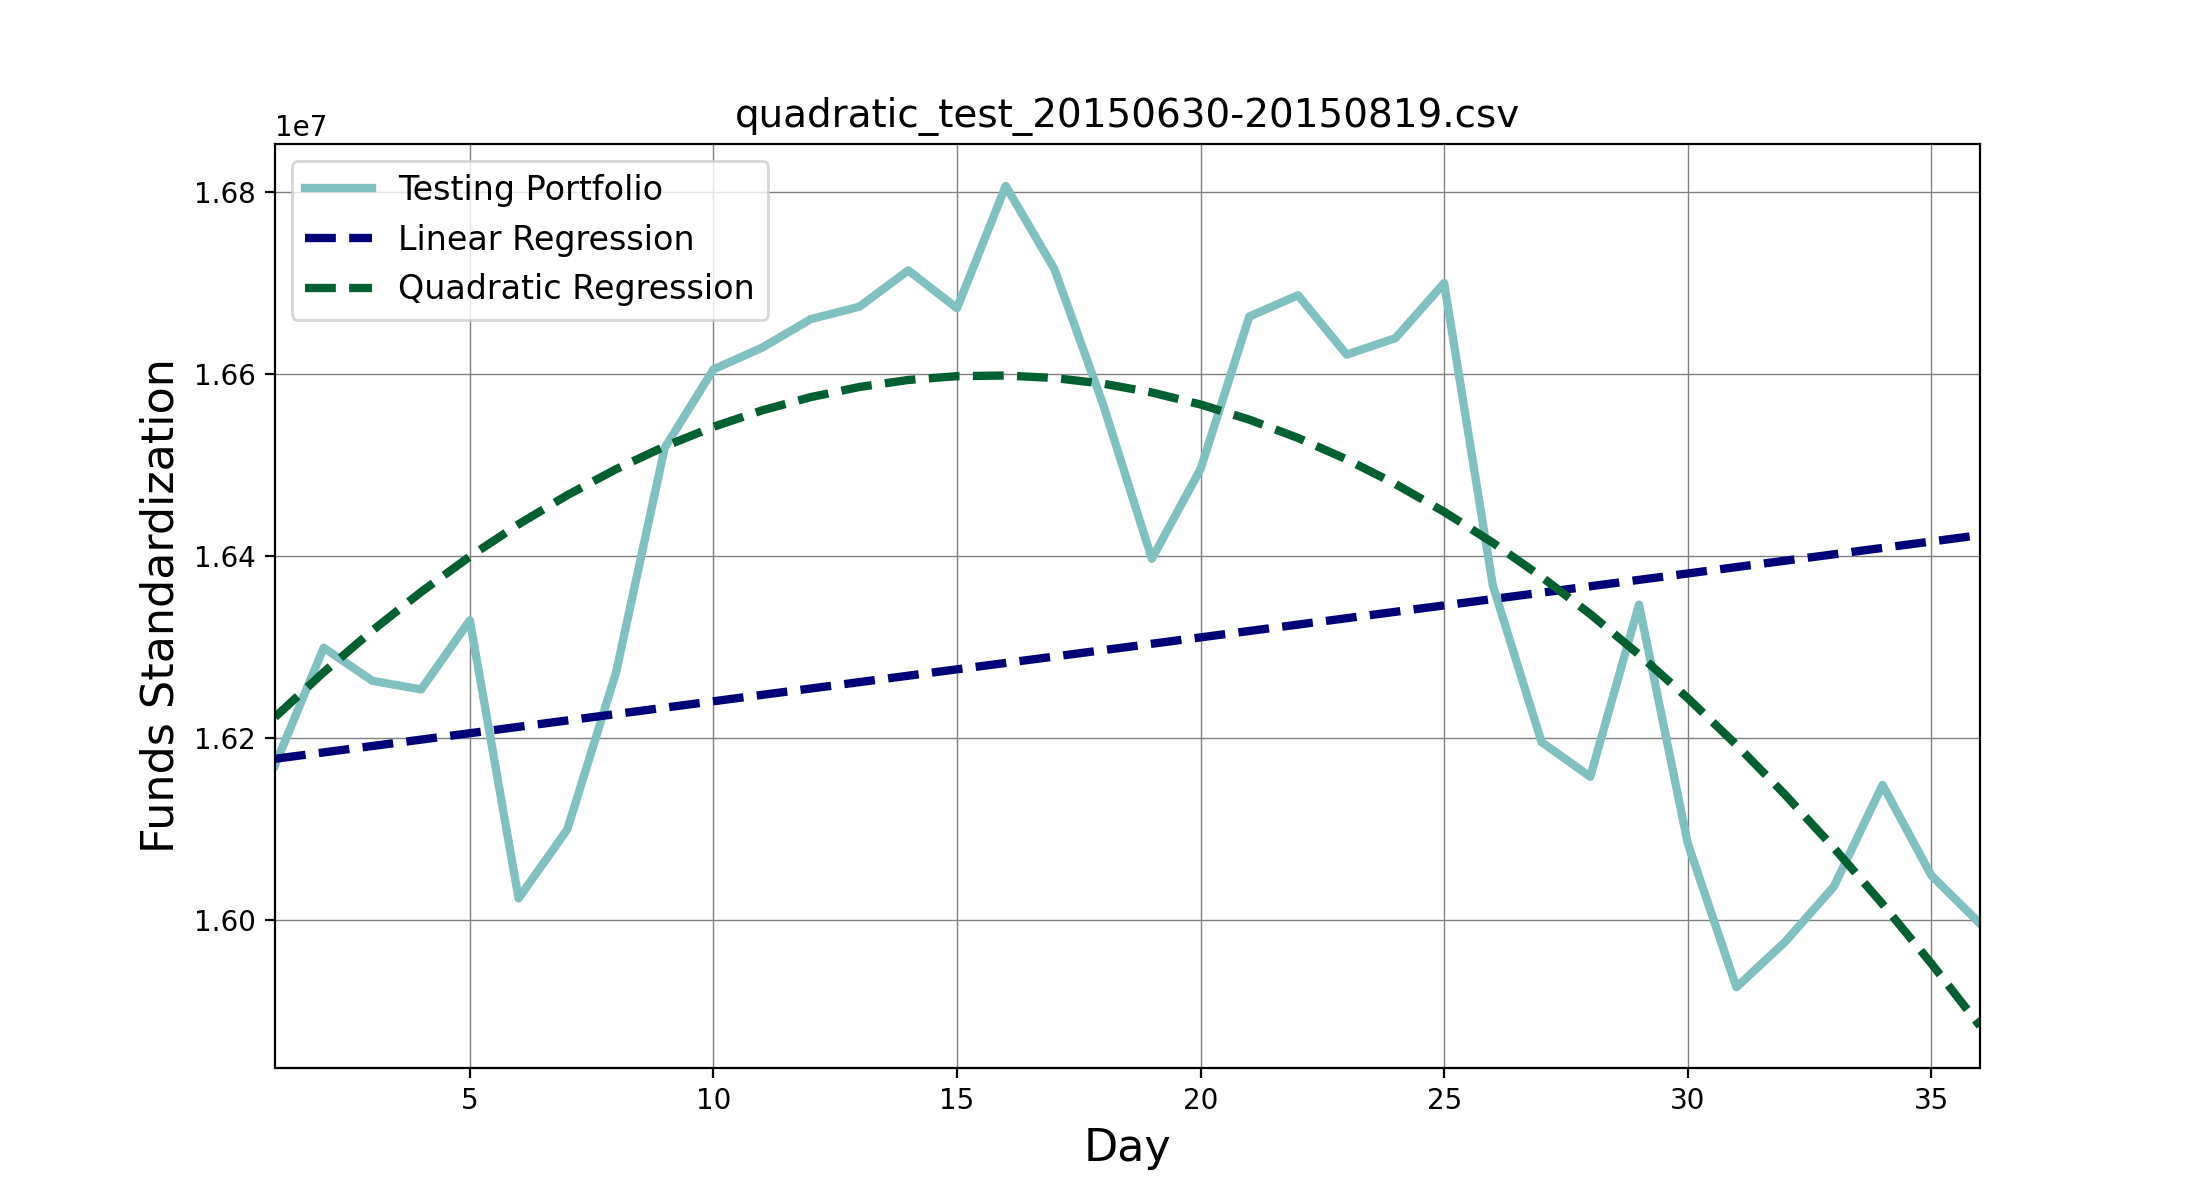 quadratic_test_20150630-20150819.csv
1e7
Testing Portfolio
Linear Regression
Quadratic Regression
1.68
1.66
1.64
1.62
1.60
Funds Standardization
5 10 15 20 25 30 35
Day